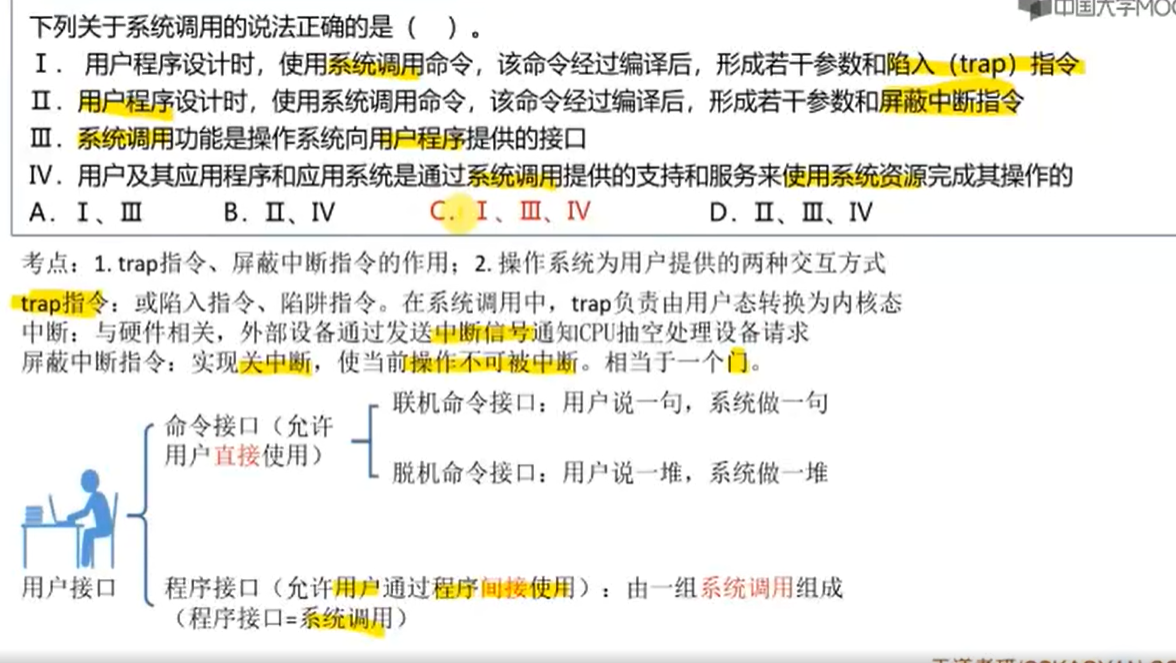 中国大学MOO
下列关于系统调用的说法正确的是（ ）。
Ⅰ. 用户程序设计时，使用系统调用命令，该命令经过编译后，形成若干参数和陷入（trap）指令
Ⅱ. 用户程序设计时，使用系统调用命令，该命令经过编译后，形成若干参数和屏蔽中断指令
Ⅲ. 系统调用功能是操作系统向用户程序提供的接口
Ⅳ. 用户及其应用程序和应用系统是通过系统调用提供的支持和服务来使用系统资源完成其操作的
A. Ⅰ、Ⅲ B. Ⅱ、Ⅳ C. Ⅰ、Ⅲ、Ⅳ D. Ⅱ、Ⅲ、Ⅳ
考点：1. trap指令、屏蔽中断指令的作用；2. 操作系统为用户提供的两种交互方式
trap指令：或陷入指令、陷阱指令。在系统调用中，trap负责由用户态转换为内核态
中断：与硬件相关，外部设备通过发送中断信号通知CPU抽空处理设备请求
屏蔽中断指令：实现关中断，使当前操作不可被中断。相当于一个门。
联机命令接口：用户说一句，系统做一句
命令接口（允许
用户直接使用）
脱机命令接口：用户说一堆，系统做一堆
用户接口
程序接口（允许用户通过程序间接使用）：由一组系统调用组成
（程序接口=系统调用）